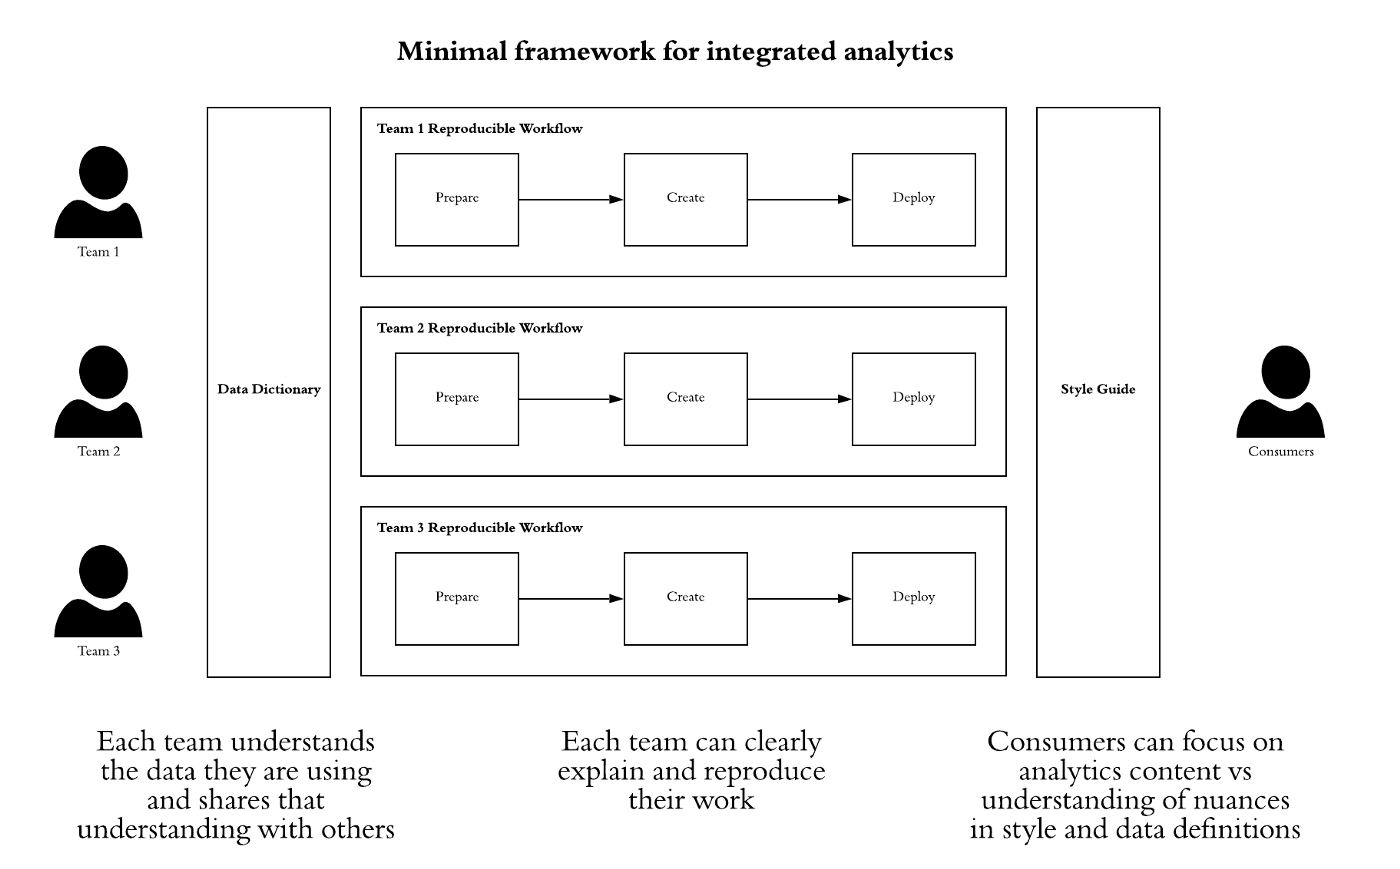 Minimal framework for integrated analytics
Team 1 Reproducible Workflow
Prepare
Create
Deploy
Team 1
Team 2 Reproducible Workflow
Data Dictionary
Prepare
Create
Deploy
Style Guide
Team 2
Consumers
Team 3 Reproducible Workflow
Prepare
Create
Deploy
Team 3
Each team understands
the data they are using
and shares that
understanding with others
Each team can clearly
explain and reproduce
their work
Consumers can focus on
analytics content vs
understanding of nuances
in style and data definitions